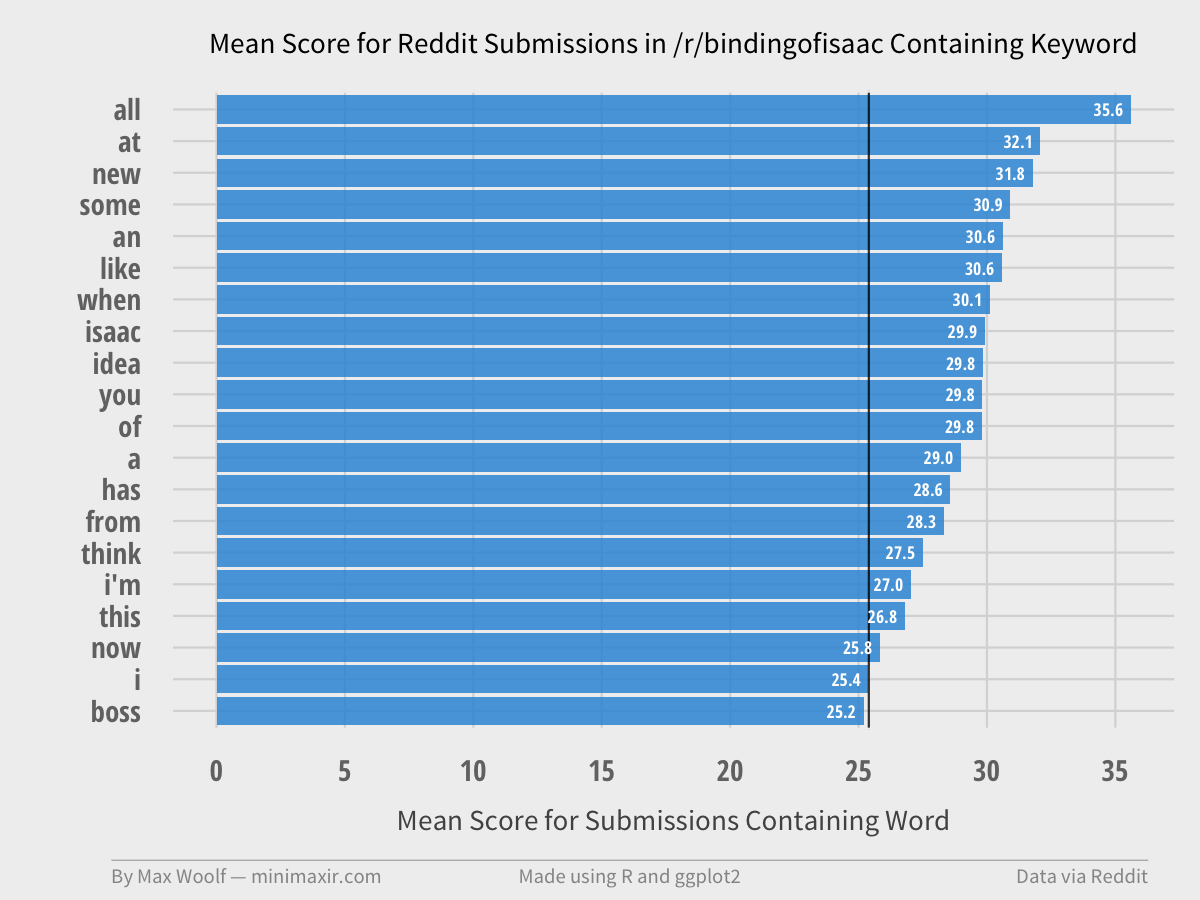 Mean Score for Reddit Submissions in /r/bindingofisaac Containing Keyword
all 35.6
at 32.1
new 31.8
some 30.9
an 30.6
like 30.6
when 30.1
isaac 29.9
idea 29.8
you 29.8
of 29.8
a 29.0
has 28.6
from 28.3
think 27.5
i'm 27.0
this 26.8
now 25.8
i 25.4
boss 25.2
0 5 10 15 20 25 30 35
Mean Score for Submissions Containing Word
By Max Woolf — minimaxir.com Made using R and ggplot2 Data via Reddit